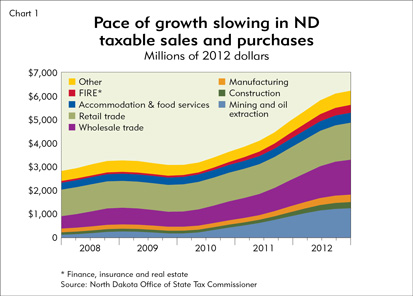 Chart 1
Pace of growth slowing in ND
taxable sales and purchases
Millions of 2012 dollars
$7,000
$6,000
$5,000
$4,000
$3,000
$2,000
$1,000
0
Other
FIRE*
Accommodation & food services
Retail trade
Wholesale trade
Manufacturing
Construction
Mining and oil
extraction
2008 2009 2010 2011 2012
* Finance, insurance and real estate
Source: North Dakota Office of State Tax Commissioner